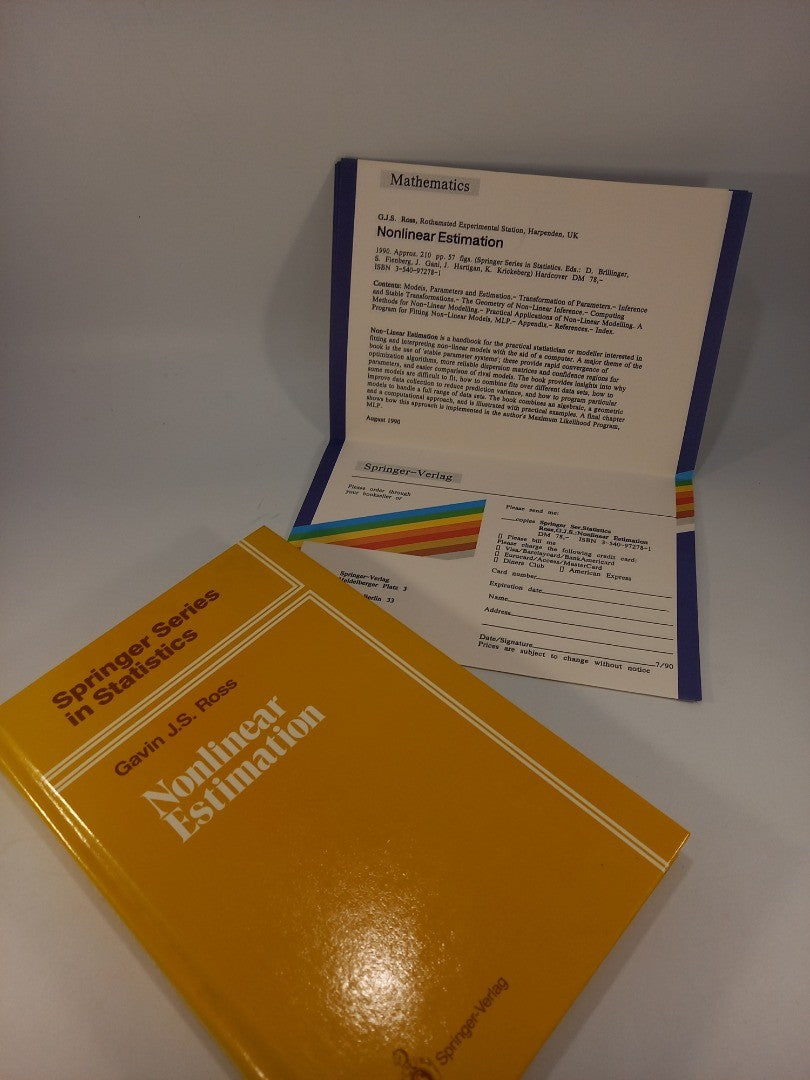 Mathematics
G.J.S. Ross, Rothamsted Experimental Station, Harpenden, UK
Nonlinear Estimation
1990. Approx. 210 pp. 57 figs. (Springer Series in Statistics. Eds.: D. Brillinger,
S. Fienberg, J. Gani, J. Hartigan, K. Krickeberg) Hardcover DM 78,-
ISBN 3-540-97278-1
Contents: Models, Parameters and Estimation.- Transformation of Parameters.- Inference
and Stable Transformations.- The Geometry of Non-Linear Inference.- Computing
Methods for Non-Linear Modelling.- Practical Applications of Non-Linear Modelling. A
Program for Fitting Non-Linear Models, MLP.- Appendix.- References.- Index.
Non-Linear Estimation is a handbook for the practical statistician or modeller interested in
fitting and interpreting non-linear models with the aid of a computer. A major theme of the
book is the use of 'stable parameter systems'; these provide rapid convergence of
optimization algorithms, more reliable dispersion matrices and confidence regions for
parameters, and easier comparison of rival models. The book provides insights into why
some models are difficult to fit, how to combine fits over different data sets, how to
improve data collection to reduce prediction variance, and how to program particular
models to handle a full range of data sets. The book combines an algebraic, a geometric
and a computational approach, and is illustrated with practical examples. A final chapter
shows how this approach is implemented in the author's Maximum Likelihood Program,
MLP.
August 1990
Springer-Verlag
Please order through
your bookseller or
Springer-Verlag
Heidelberger Platz 3
Berlin 33
Please send me:
copies Springer Ser.Statistics
Ross,G.J.S.:Nonlinear Estimation
DM 78,- ISBN 3-540-97278-1
[] Please bill me
Please charge the following credit card:
[] Visa/Barclaycard/BankAmericard
[] Eurocard/Access/MasterCard
[] Diners Club [] American Express
Card number
Expiration date
Name
Address
Date/Signature
7/90
Prices are subject to change without notice
Springer Series
in Statistics
Gavin J.S. Ross
Nonlinear
Estimation
Springer-Verlag